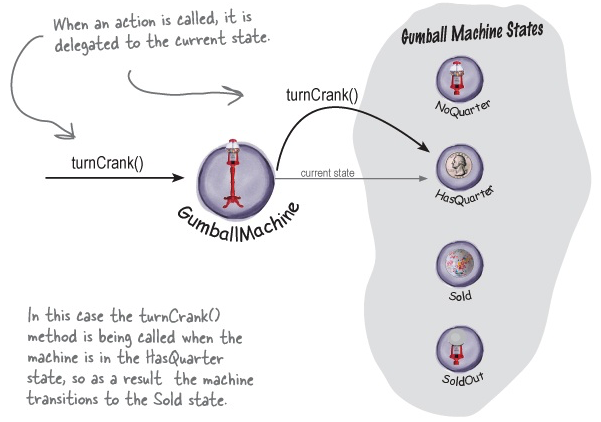 When an action is called, it is
delegated to the current state.
Gumball Machine States
NoQuarter
turnCrank()
turnCrank()
current state
HasQuarter
GumballMachine
Sold
In this case the turnCrank()
method is being called when the
machine is in the HasQuarter
state, so as a result the machine
transitions to the Sold state.
SoldOut